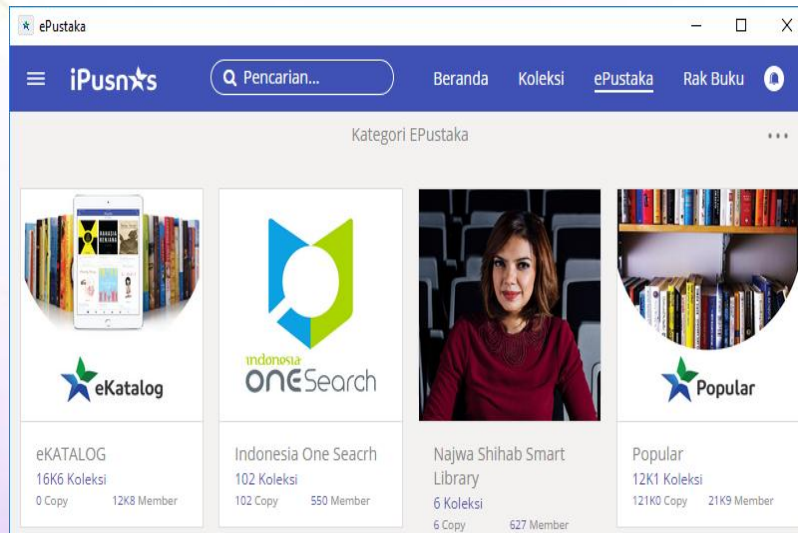 ePustaka
iPusnas Pencarian... Beranda Koleksi ePustaka Rak Buku
Kategori EPustaka
eKatalog
indonesia
oneSearch
Popular
eKATALOG
16K6 Koleksi
0 Copy 12K8 Member
Indonesia One Seacrh
102 Koleksi
102 Copy 550 Member
Najwa Shihab Smart
Library
6 Koleksi
6 Copy 627 Member
Popular
12K1 Koleksi
121K0 Copy 21K9 Member